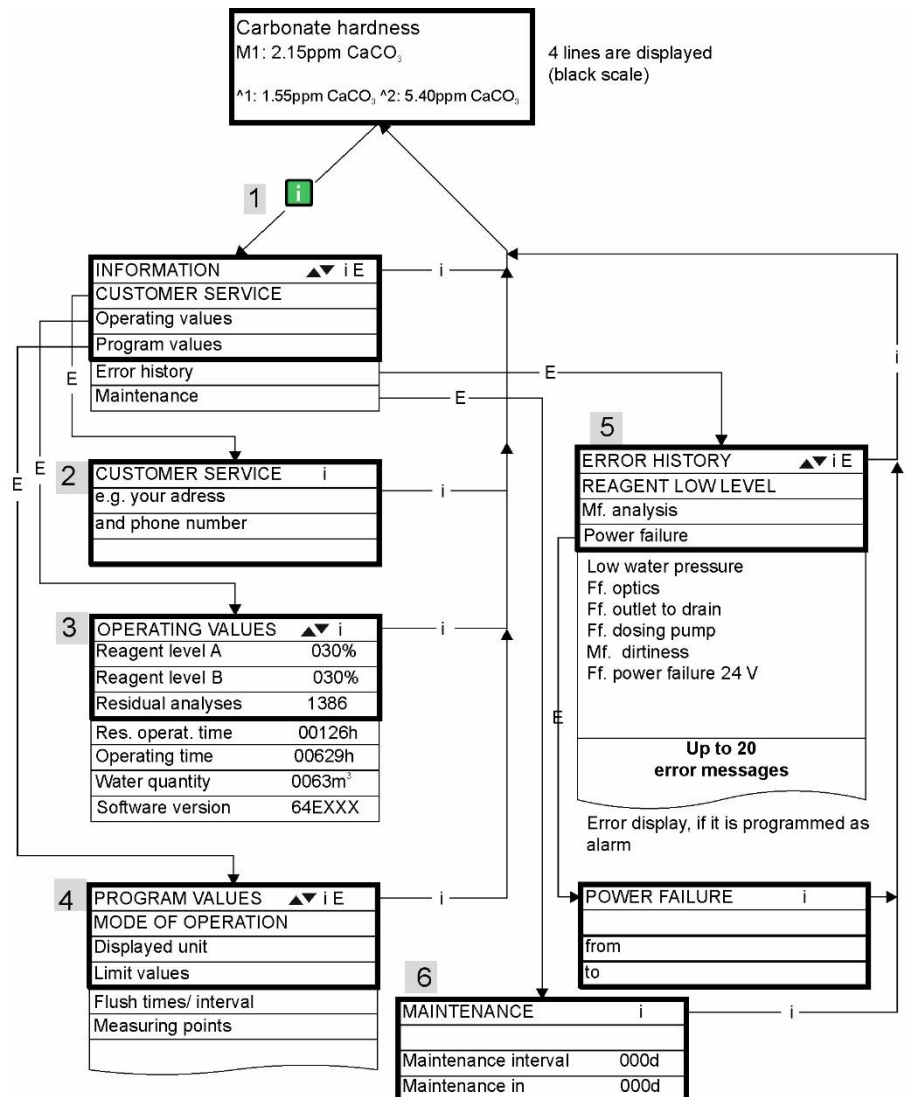 Carbonate hardness
M1: 2.15ppm CaCO₃
^1: 1.55ppm CaCO₃ ^2: 5.40ppm CaCO₃
4 lines are displayed
(black scale)
1
i
INFORMATION ▲▼ i E
CUSTOMER SERVICE
Operating values
Program values
Error history
Maintenance
i
E
E
E
E
E
i
2
CUSTOMER SERVICE i
e.g. your adress
and phone number
i
3
OPERATING VALUES ▲▼ i
Reagent level A 030%
Reagent level B 030%
Residual analyses 1386
Res. operat. time 00126h
Operating time 00629h
Water quantity 0063m³
Software version 64EXXX
i
4
PROGRAM VALUES ▲▼ i E
MODE OF OPERATION
Displayed unit
Limit values
Flush times/ interval
Measuring points
i
5
ERROR HISTORY ▲▼ i E
REAGENT LOW LEVEL
Mf. analysis
Power failure
Low water pressure
Ff. optics
Ff. outlet to drain
Ff. dosing pump
Mf. dirtiness
Ff. power failure 24 V
E
Up to 20
error messages
Error display, if it is programmed as
alarm
POWER FAILURE i
from
to
6
MAINTENANCE i
Maintenance interval 000d
Maintenance in 000d
i